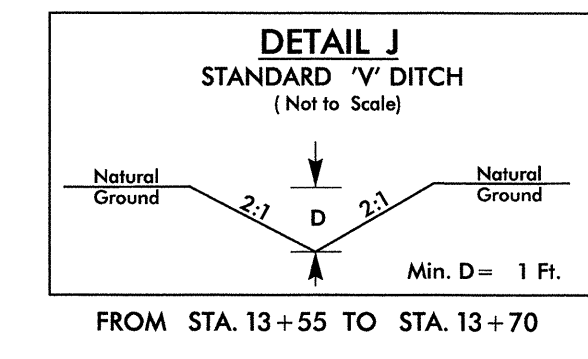 DETAIL J
STANDARD 'V' DITCH
( Not to Scale)
Natural
Ground
2:1
D
2:1
Natural
Ground
Min. D= 1 Ft.
FROM STA. 13+55 TO STA. 13+70